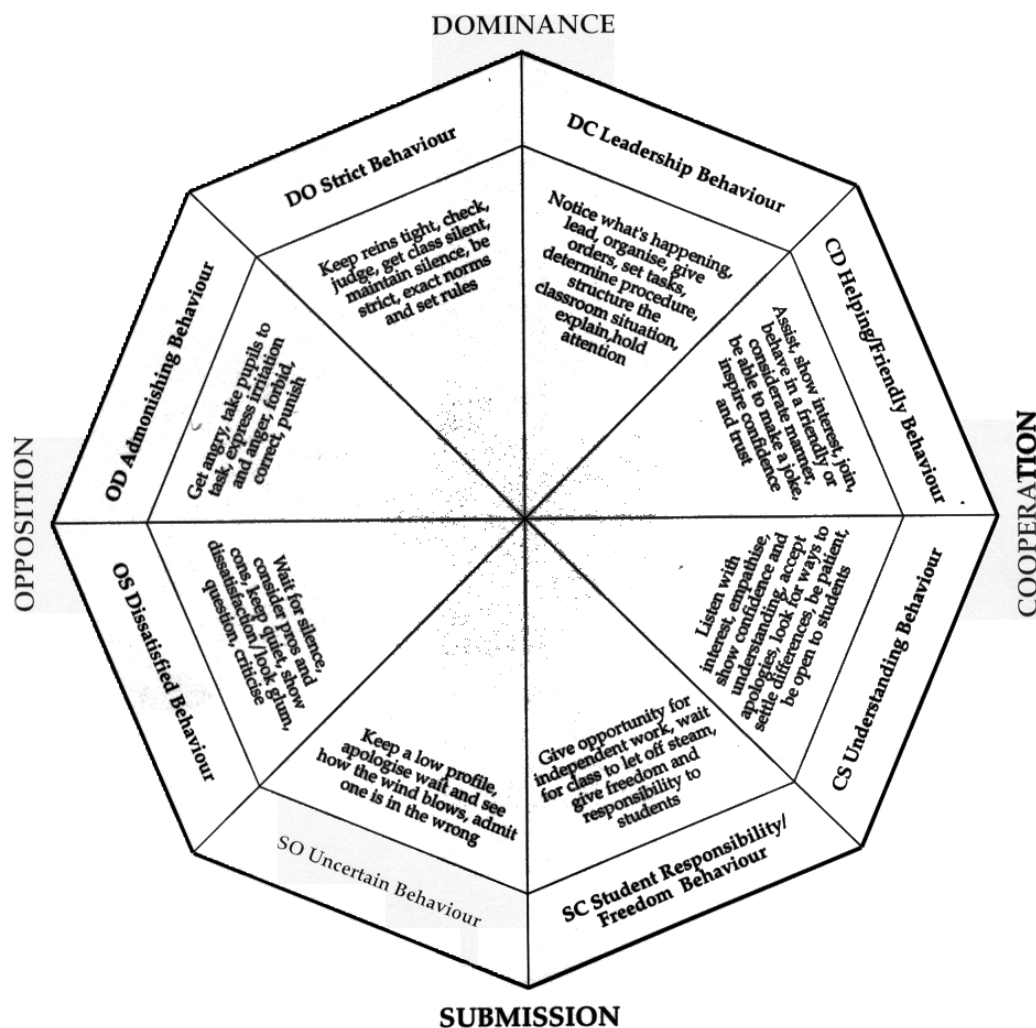 DOMINANCE
DC Leadership Behaviour
Notice what's happening,
lead, organise, give
orders, set tasks,
determine procedure,
structure the
classroom situation,
explain,hold
attention
CD Helping/Friendly Behaviour
Assist, show interest, join,
behave in a friendly or
considerate manner,
be able to make a joke,
inspire confidence
and trust
COOPERATION
CS Understanding Behaviour
Listen with
interest, empathise,
show confidence and
understanding, accept
apologies, look for ways to
settle differences, be patient,
be open to students
SC Student Responsibility/
Freedom Behaviour
Give opportunity for
independent work, wait
for class to let off steam,
give freedom and
responsibility to
students
SUBMISSION
SO Uncertain Behaviour
Keep a low profile,
apologise wait and see
how the wind blows, admit
one is in the wrong
OS Dissatisfied Behaviour
Wait for silence,
consider pros and
cons, keep quiet, show
dissatisfaction/look glum,
question, criticise
OPPOSITION
OD Admonishing Behaviour
Get angry, take pupils to
task, express irritation
and anger, forbid,
correct, punish
DO Strict Behaviour
Keep reins tight, check,
judge, get class silent,
maintain silence, be
strict, exact norms
and set rules